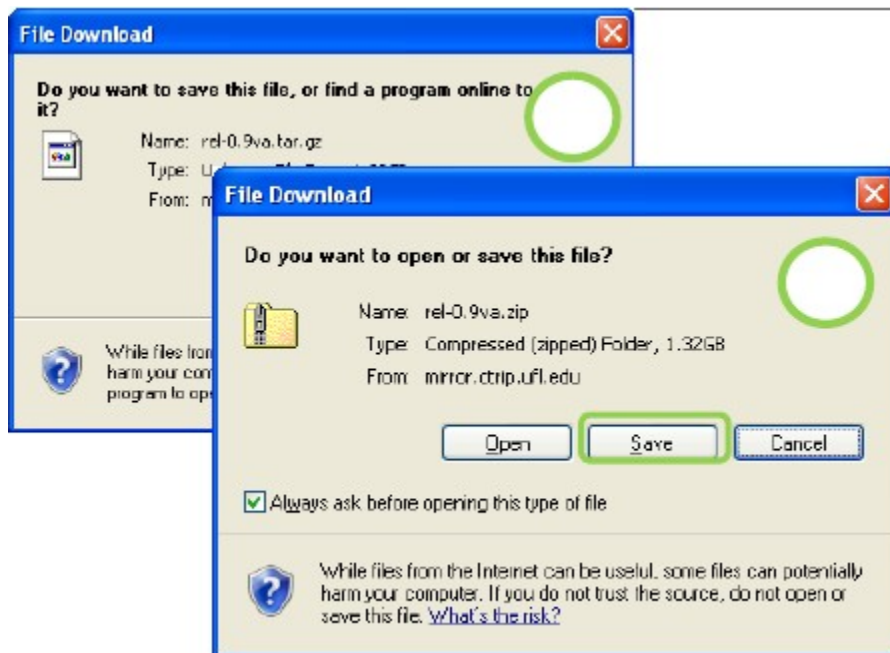 File Download
Do you want to save this file, or find a program online to
it?
Name: rel-0.9va.tar.gz
Type:
From:
While files from
harm your com
program to ope
File Download
Do you want to open or save this file?
Name: rel-0.9va.zip
Type: Compressed (zipped) Folder, 1.32GB
From: mirror.ctrip.ufl.edu
Open
Save
Cancel
Always ask before opening this type of file
While files from the Internet can be useful, some files can potentially
harm your computer. If you do not trust the source, do not open or
save this file. What's the risk?